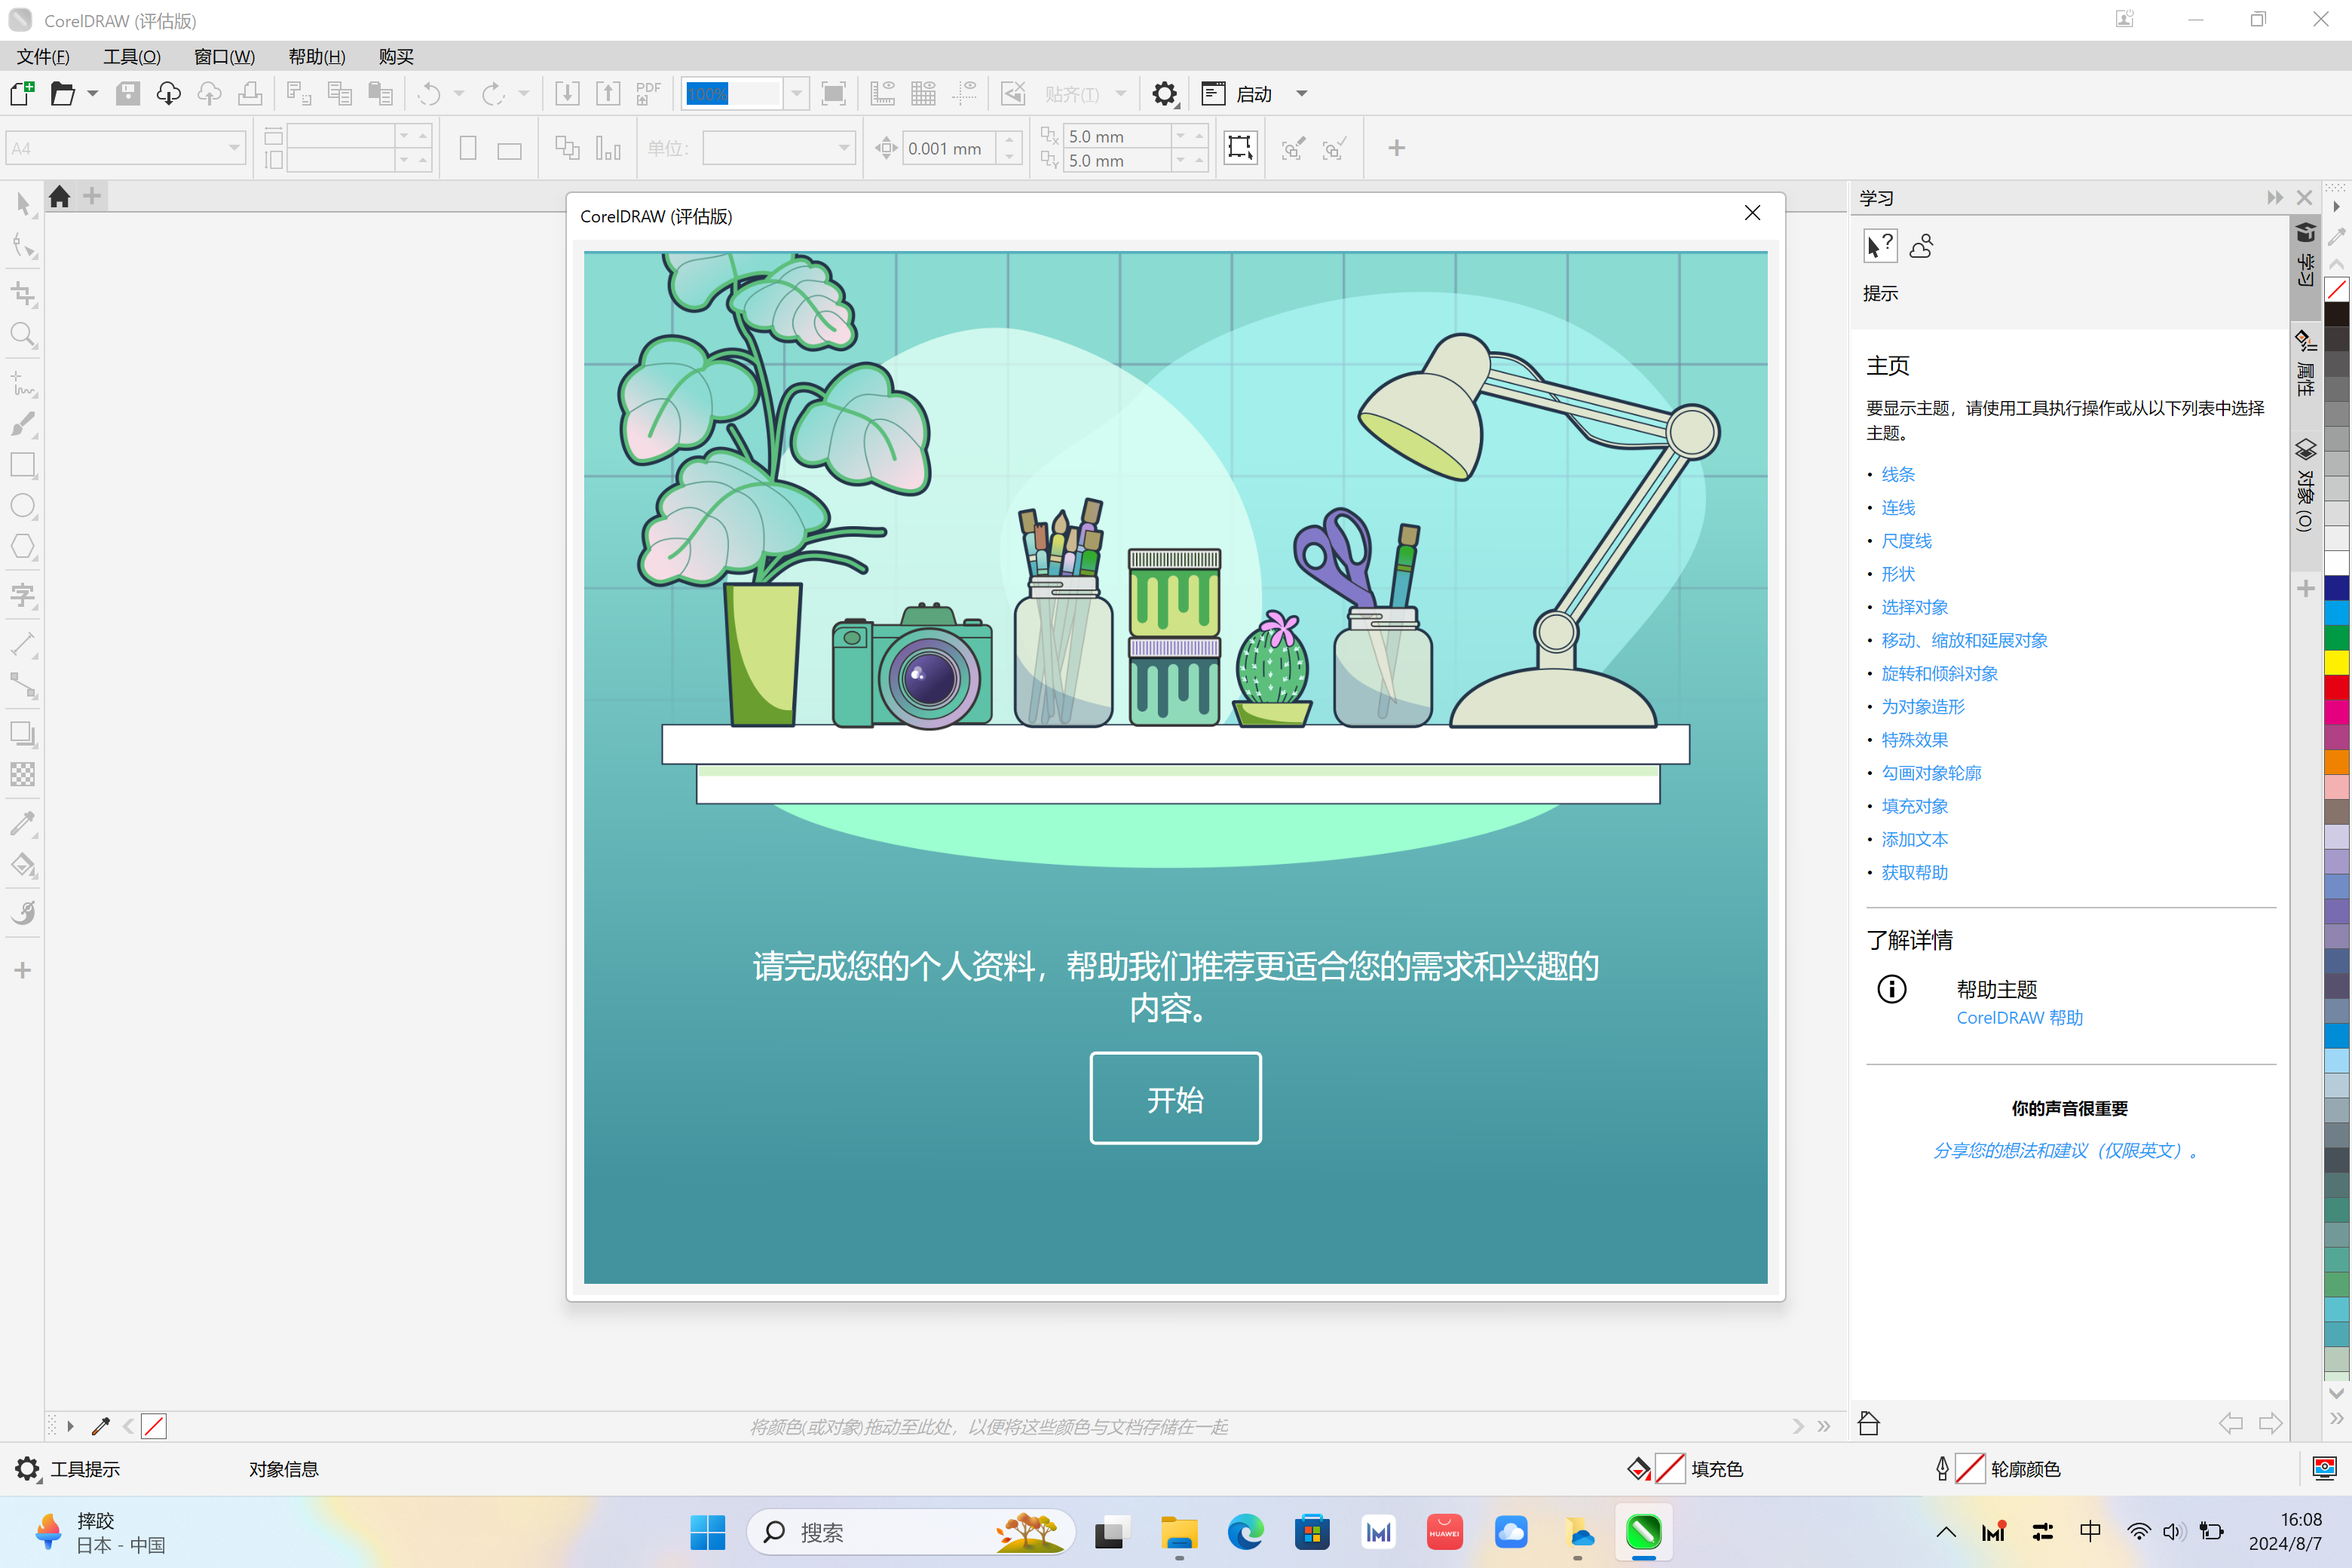 CorelDRAW (评估版)
文件(F) 工具(O) 窗口(W) 帮助(H) 购买
PDF 100% 贴齐(T) 启动
A4 单位: 0.001 mm 5.0 mm
5.0 mm
CorelDRAW (评估版)
请完成您的个人资料，帮助我们推荐更适合您的需求和兴趣的
内容。
开始
学习
提示
主页
要显示主题，请使用工具执行操作或从以下列表中选择
主题。
• 线条
• 连线
• 尺度线
• 形状
• 选择对象
• 移动、缩放和延展对象
• 旋转和倾斜对象
• 为对象造形
• 特殊效果
• 勾画对象轮廓
• 填充对象
• 添加文本
• 获取帮助
了解详情
帮助主题
CorelDRAW 帮助
你的声音很重要
分享您的想法和建议（仅限英文）。
学习
属性
对象 (O)
字
将颜色(或对象)拖动至此处，以便将这些颜色与文档存储在一起
工具提示 对象信息 填充色 轮廓颜色
摔跤
日本 - 中国
搜索
HUAWEI
中
16:08
2024/8/7